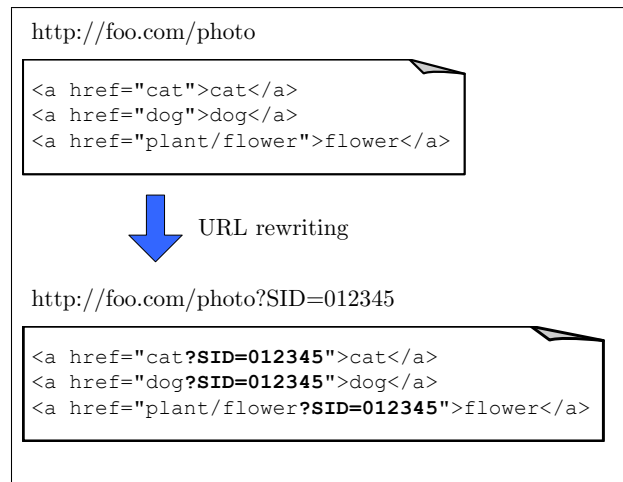 http://foo.com/photo
<a href="cat">cat</a>
<a href="dog">dog</a>
<a href="plant/flower">flower</a>
URL rewriting
http://foo.com/photo?SID=012345
<a href="cat?SID=012345">cat</a>
<a href="dog?SID=012345">dog</a>
<a href="plant/flower?SID=012345">flower</a>